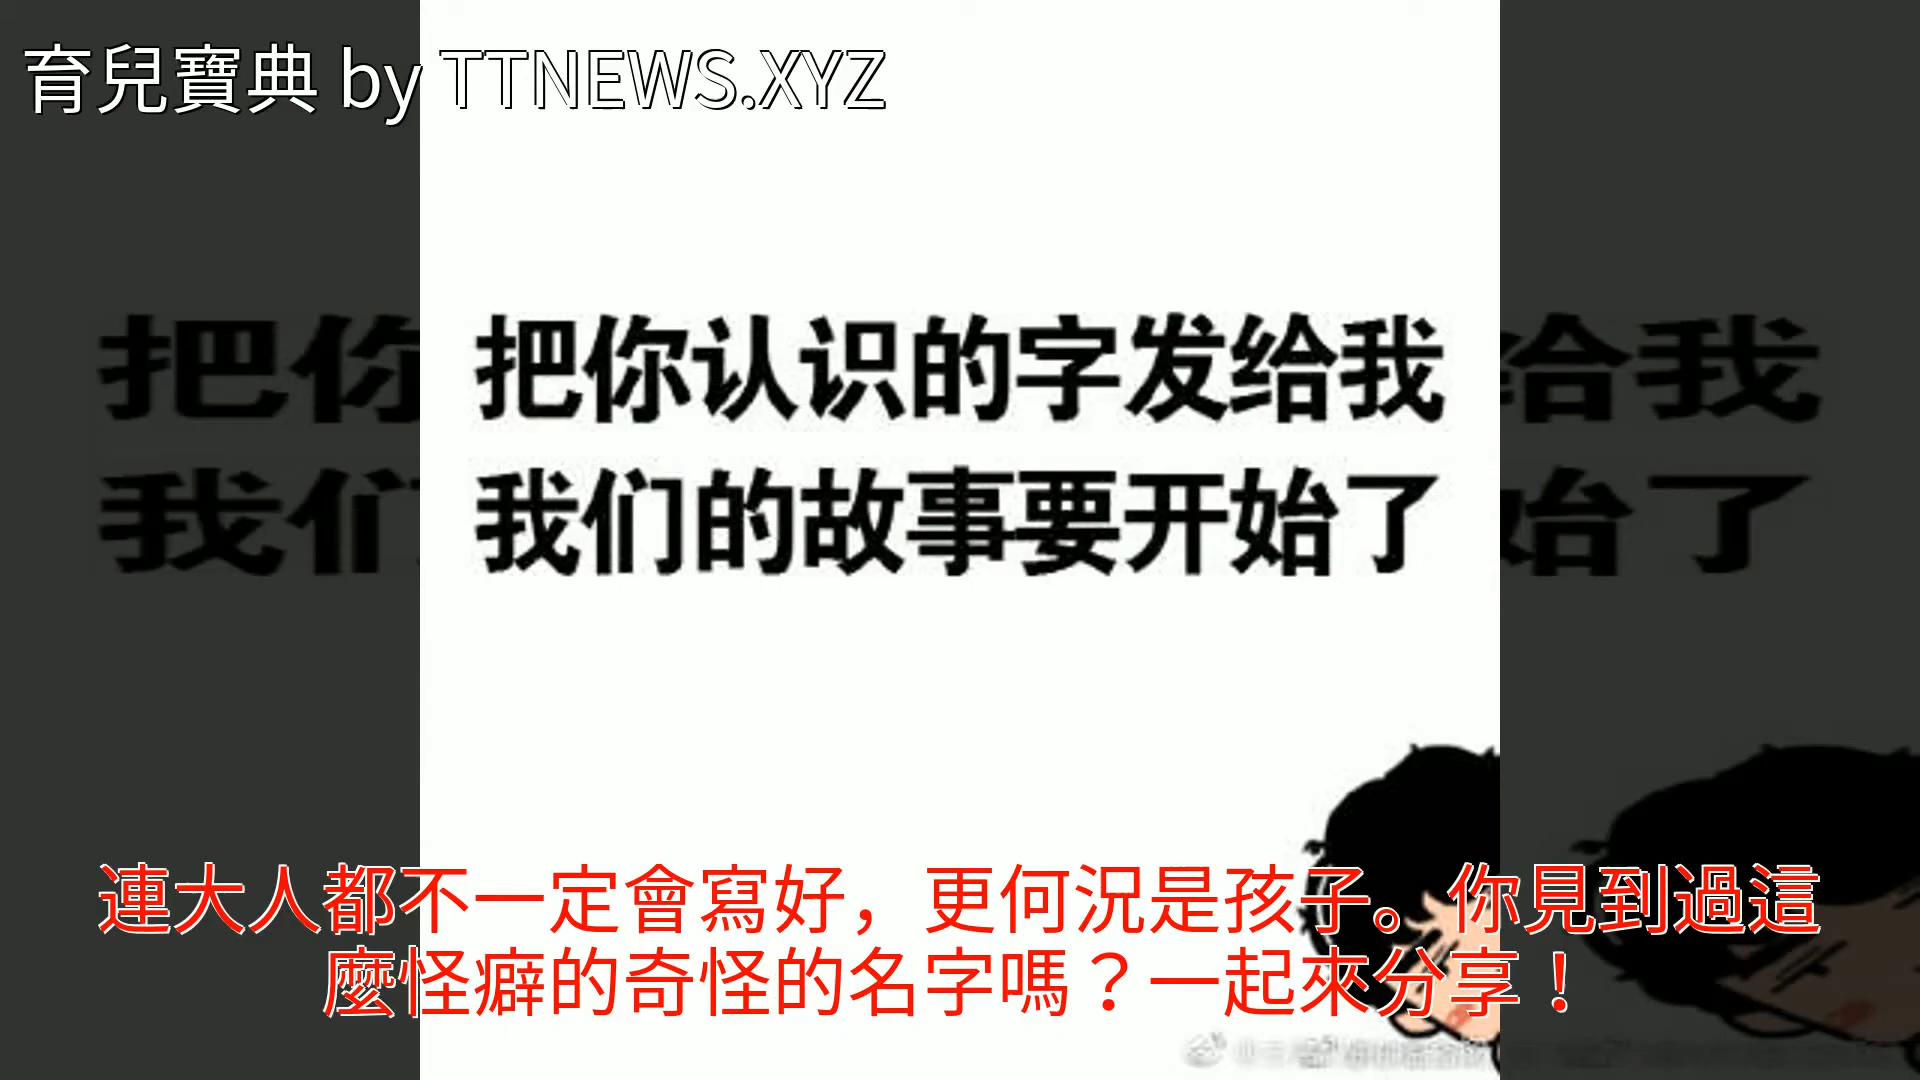 育兒寶典 by TTNEWS.XYZ
把你认识的字发给我
我们的故事要开始了
連大人都不一定會寫好，更何況是孩子。你見到過這
麼怪癖的奇怪的名字嗎？一起來分享！